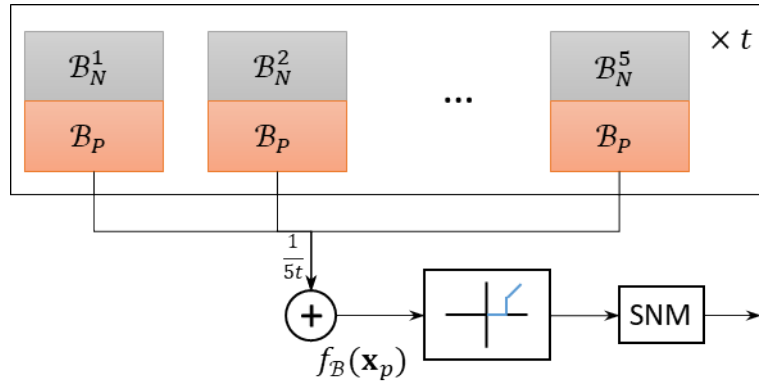 ℬ_N^1 ℬ_N^2 ℬ_N^5 × t
...
ℬ_P ℬ_P ℬ_P
1/5t
+
SNM
f_ℬ(𝐱_p)